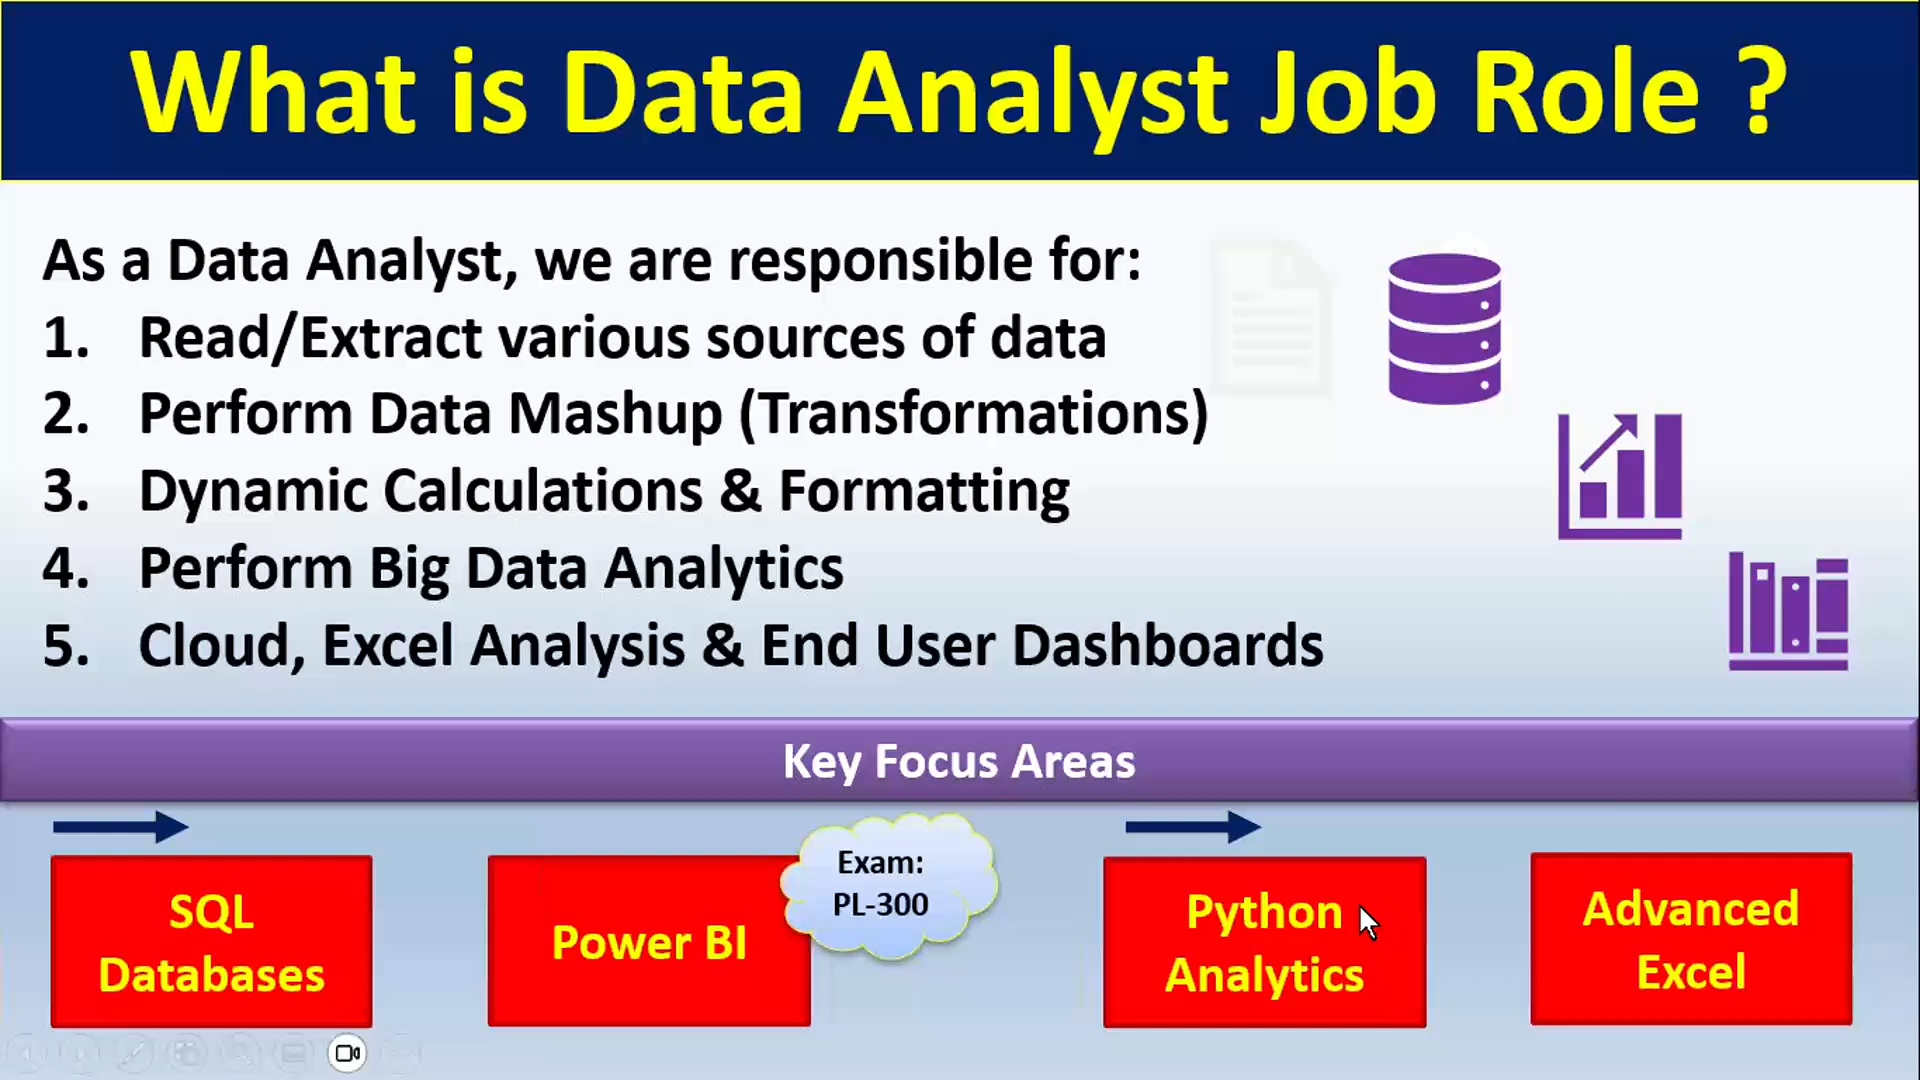 What is Data Analyst Job Role ?
As a Data Analyst, we are responsible for:
1. Read/Extract various sources of data
2. Perform Data Mashup (Transformations)
3. Dynamic Calculations & Formatting
4. Perform Big Data Analytics
5. Cloud, Excel Analysis & End User Dashboards
Key Focus Areas
SQL
Databases
Power BI
Exam:
PL-300
Python
Analytics
Advanced
Excel